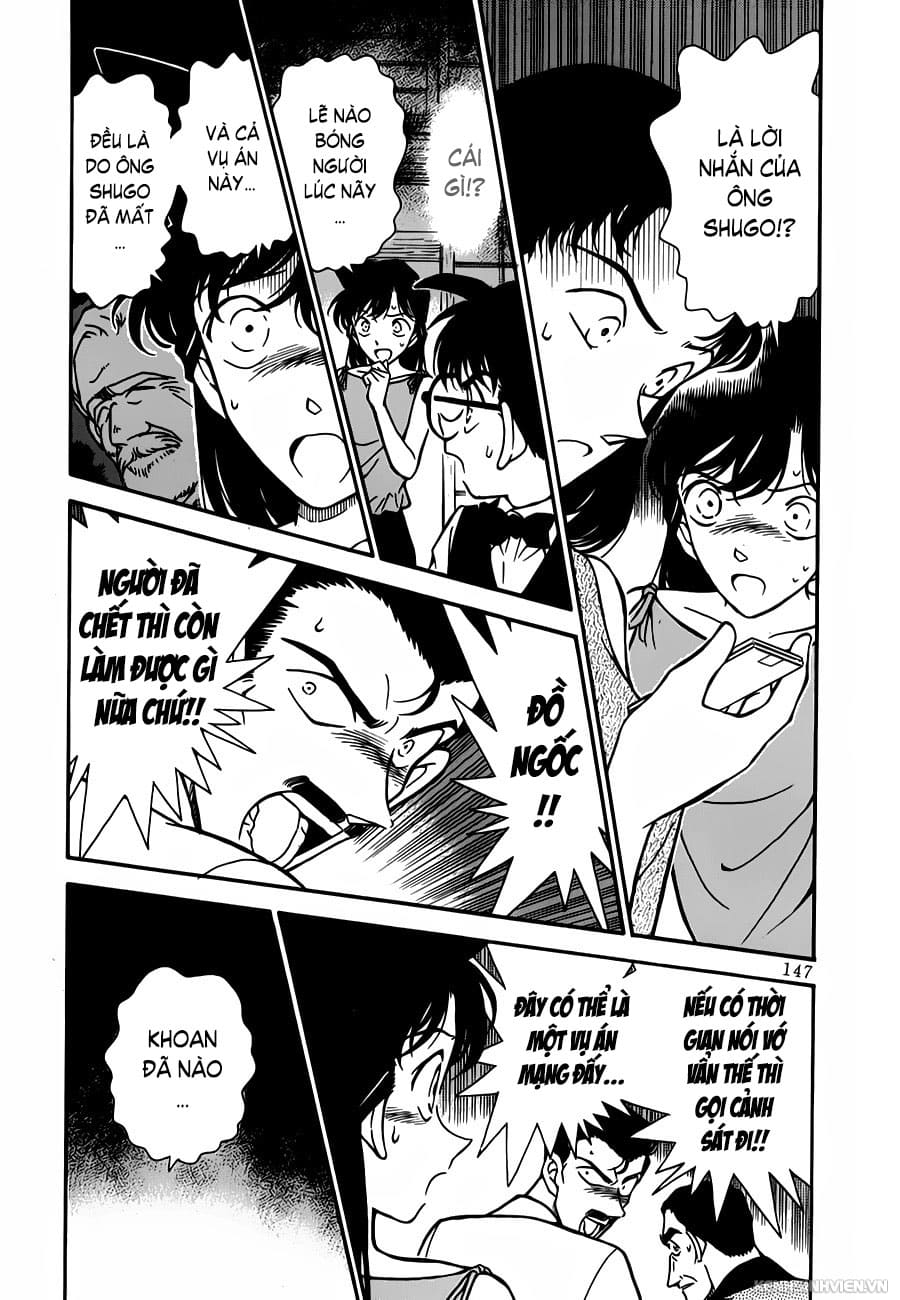 LÀ LỜI
NHẮN CỦA
ÔNG
SHUGO!?
CÁI
GÌ!?
LẼ NÀO
BÓNG
NGƯỜI
LÚC NÃY
...
VÀ CẢ
VỤ ÁN
NÀY...
ĐỀU LÀ
DO ÔNG
SHUGO
ĐÃ MẤT
...
ĐỒ
NGỐC
!!
NGƯỜI ĐÃ
CHẾT THÌ CÒN
LÀM ĐƯỢC GÌ
NỮA CHỨ!!
147
NẾU CÓ THỜI
GIAN NÓI VỚ
VẨN THẾ THÌ
GỌI CẢNH
SÁT ĐI!!
ĐÂY CÓ THỂ LÀ
MỘT VỤ ÁN
MẠNG ĐẤY...
KHOAN
ĐÃ NÀO
...